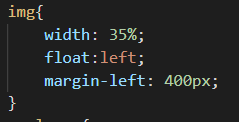 img{
    width: 35%;
    float:left;
    margin-left: 400px;
}